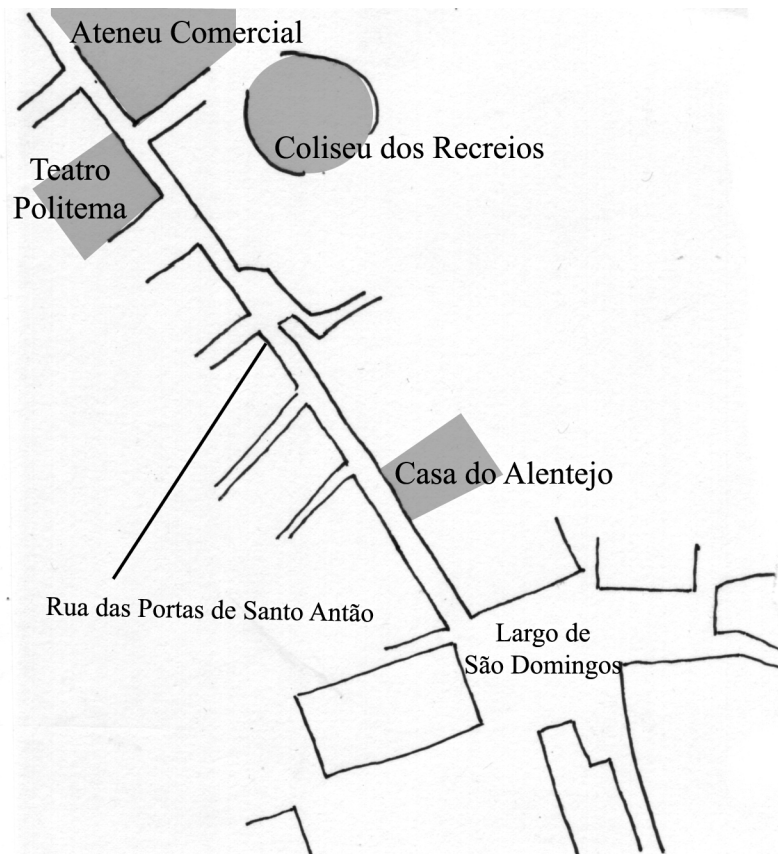 Ateneu Comercial
Coliseu dos Recreios
Teatro
Politema
Casa do Alentejo
Rua das Portas de Santo Antão
Largo de
São Domingos